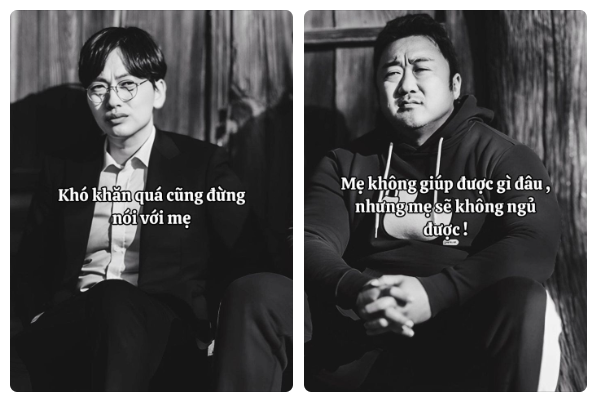 Khó khăn quá cũng đừng
nói với mẹ
Mẹ không giúp được gì đâu ,
nhưng mẹ sẽ không ngủ
được !